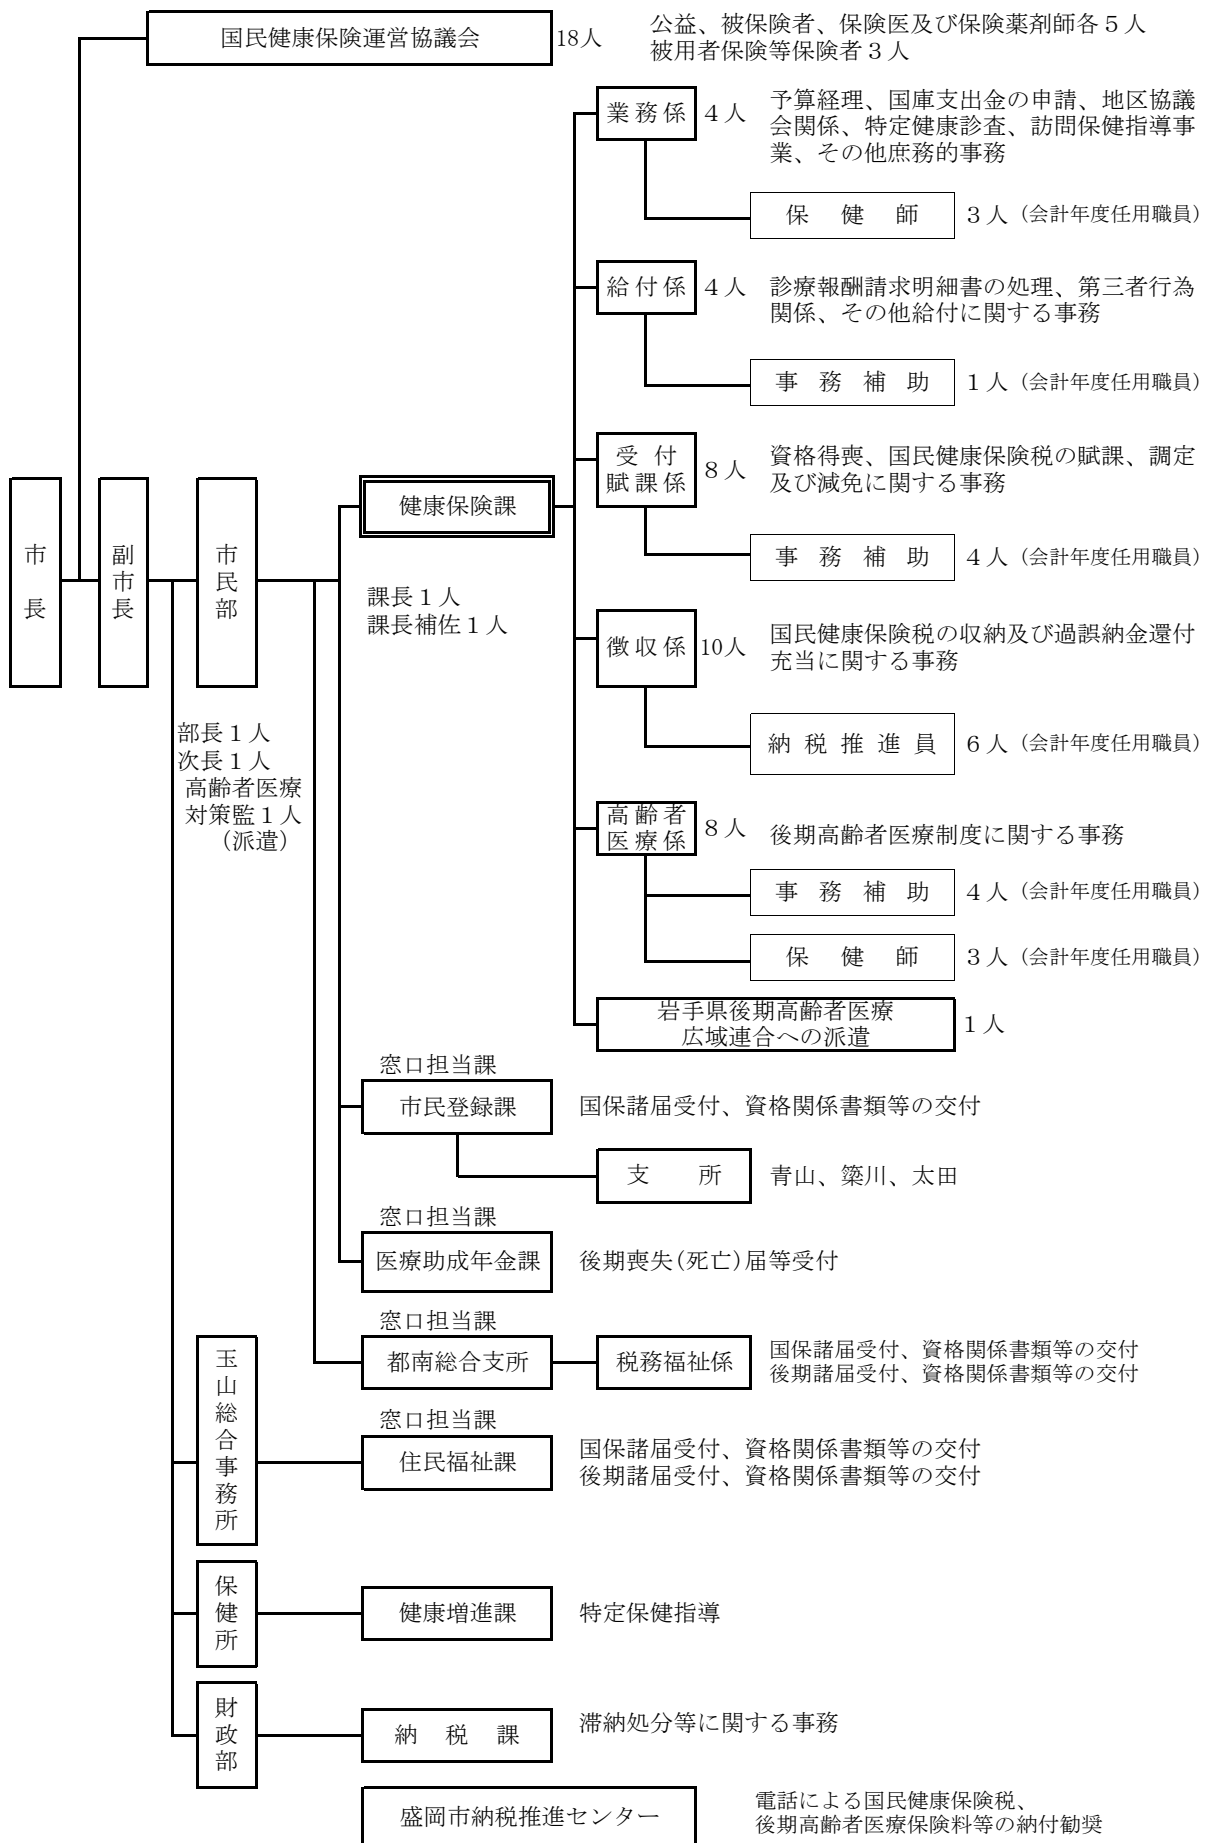 国民健康保険運営協議会
18人
公益、被保険者、保険医及び保険薬剤師各５人
被用者保険等保険者３人
業務係
４人
予算経理、国庫支出金の申請、地区協議
会関係、特定健康診査、訪問保健指導事
業、その他庶務的事務
保健師
３人（会計年度任用職員）
給付係
４人
診療報酬請求明細書の処理、第三者行為
関係、その他給付に関する事務
事務補助
１人（会計年度任用職員）
受付
賦課係
８人
資格得喪、国民健康保険税の賦課、調定
及び減免に関する事務
事務補助
４人（会計年度任用職員）
市長
副市長
市民部
部長１人
次長１人
高齢者医療
対策監１人
（派遣）
健康保険課
課長１人
課長補佐１人
徴収係
10人
国民健康保険税の収納及び過誤納金還付
充当に関する事務
納税推進員
６人（会計年度任用職員）
高齢者
医療係
８人
後期高齢者医療制度に関する事務
事務補助
４人（会計年度任用職員）
保健師
３人（会計年度任用職員）
岩手県後期高齢者医療
広域連合への派遣
１人
窓口担当課
市民登録課
国保諸届受付、資格関係書類等の交付
支所
青山、簗川、太田
窓口担当課
医療助成年金課
後期喪失(死亡)届等受付
窓口担当課
都南総合支所
税務福祉係
国保諸届受付、資格関係書類等の交付
後期諸届受付、資格関係書類等の交付
玉山総合事務所
窓口担当課
住民福祉課
国保諸届受付、資格関係書類等の交付
後期諸届受付、資格関係書類等の交付
保健所
健康増進課
特定保健指導
財政部
納税課
滞納処分等に関する事務
盛岡市納税推進センター
電話による国民健康保険税、
後期高齢者医療保険料等の納付勧奨